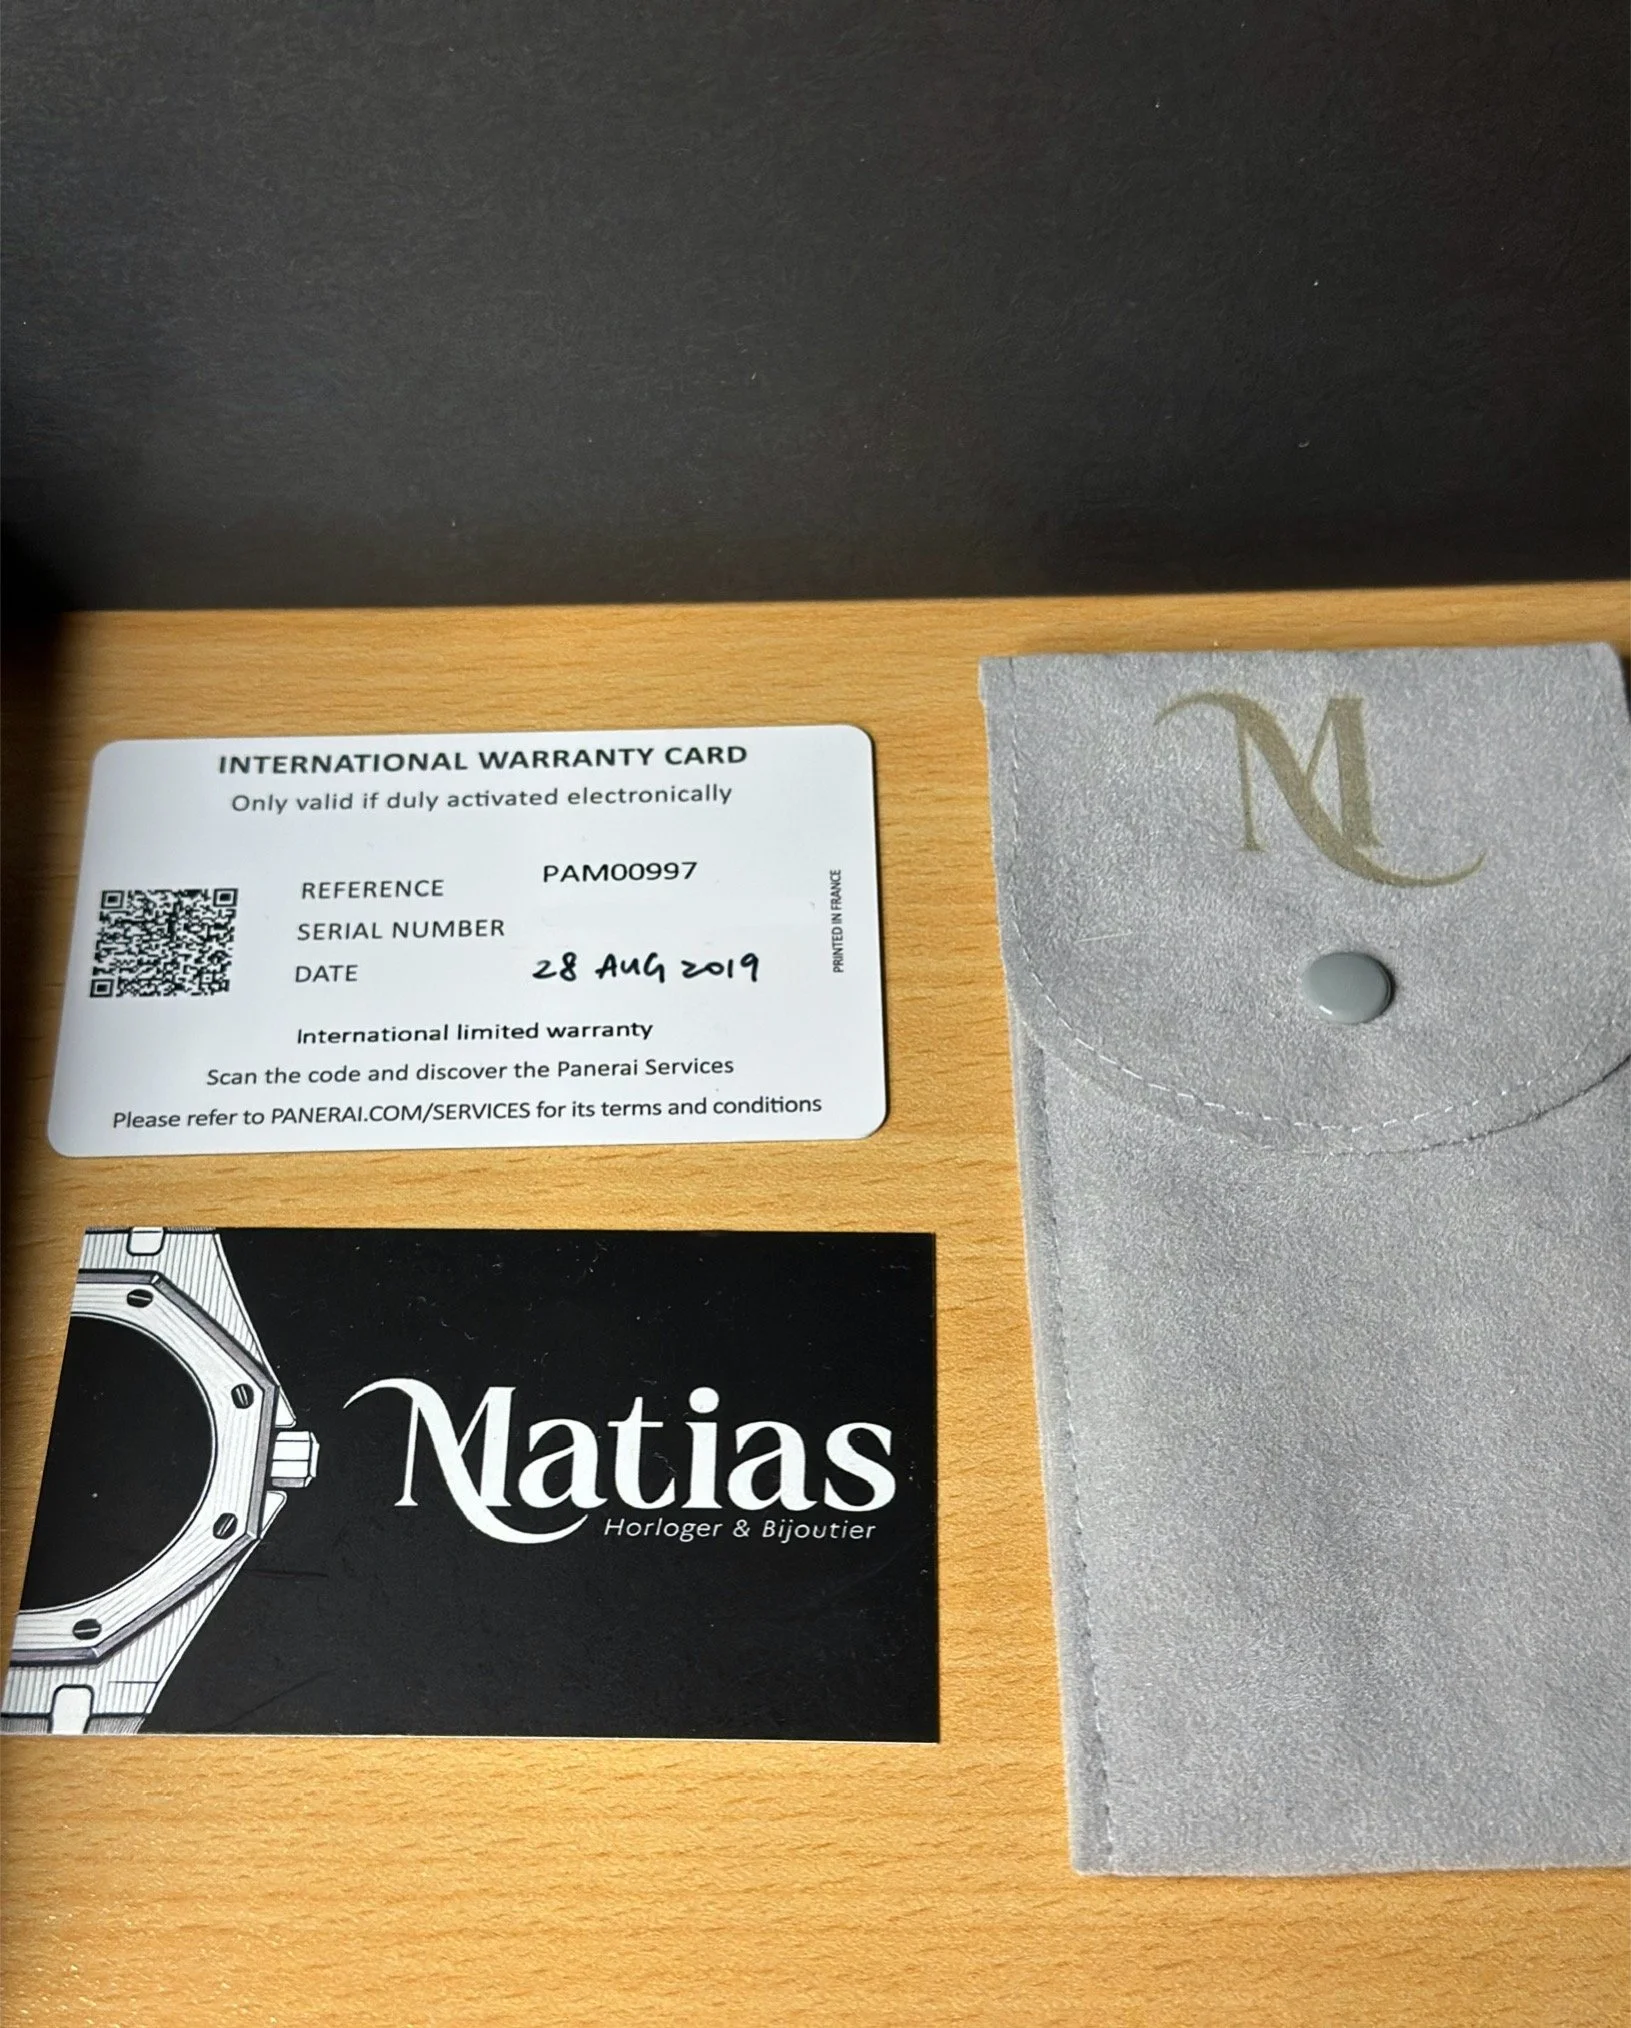 INTERNATIONAL WARRANTY CARD
Only valid if duly activated electronically
REFERENCE PAM00997
SERIAL NUMBER
DATE 28 AUG 2019
PRINTED IN FRANCE
International limited warranty
Scan the code and discover the Panerai Services
Please refer to PANERAI.COM/SERVICES for its terms and conditions
M
Matias
Horloger & Bijoutier